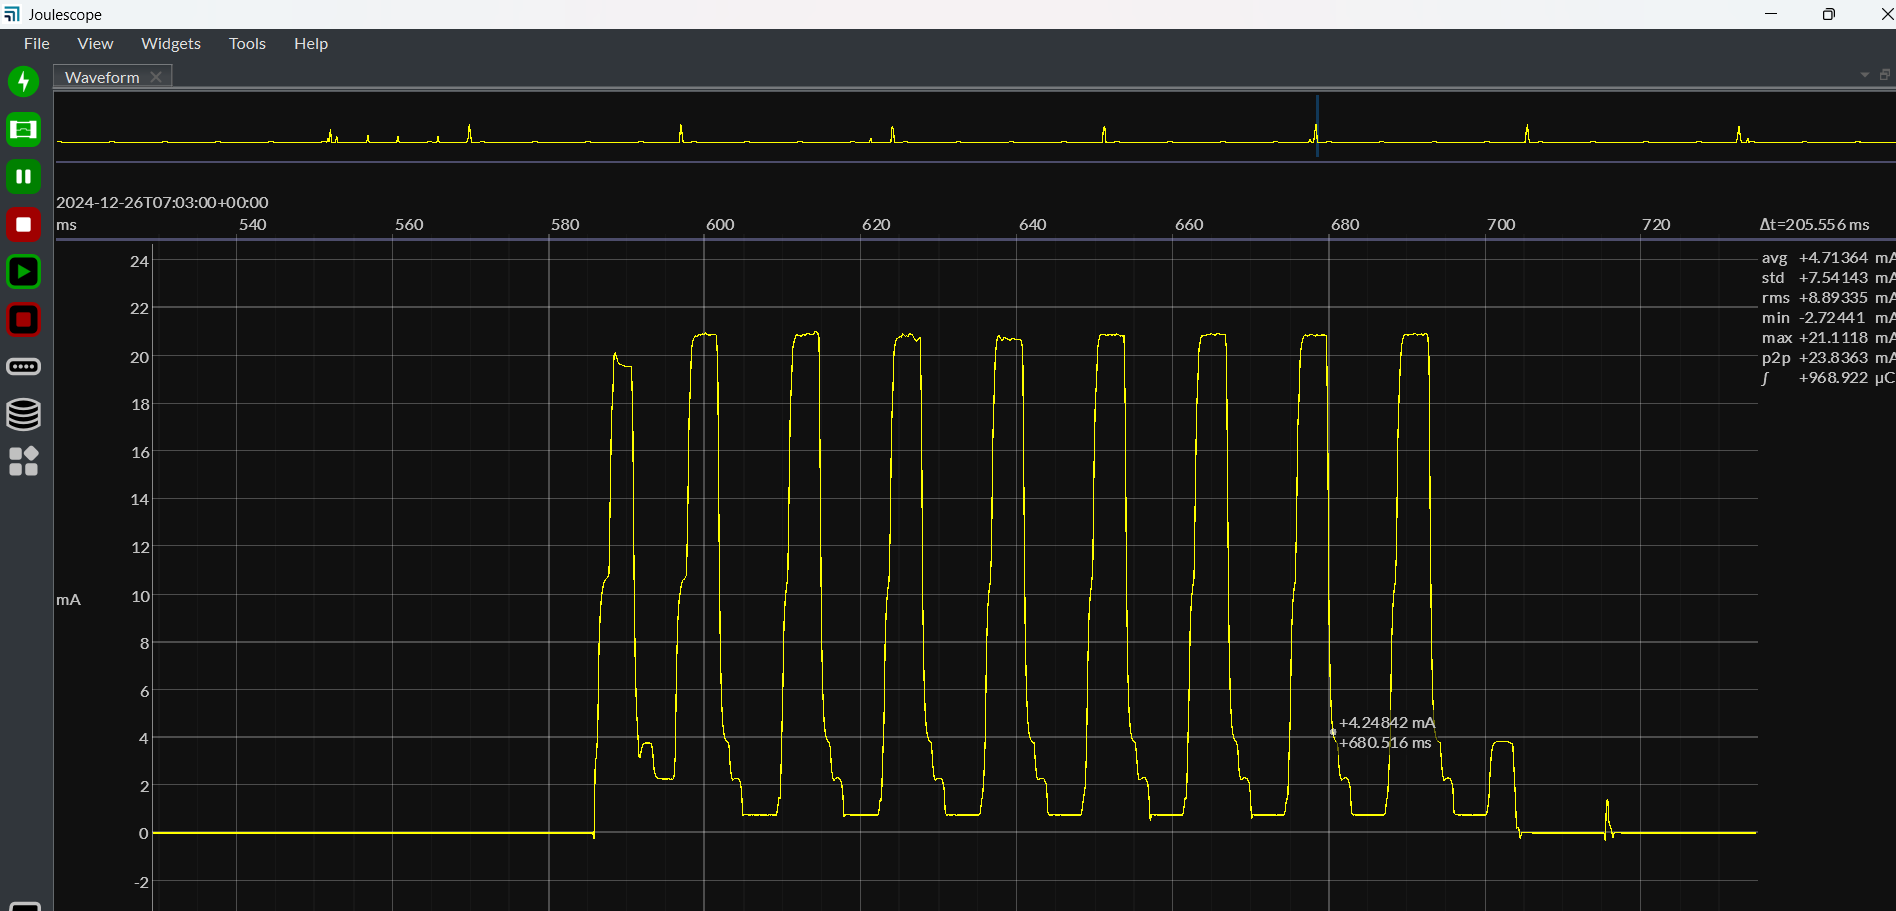 Joulescope
File View Widgets Tools Help
Waveform
2024-12-26T07:03:00+00:00
ms 540 560 580 600 620 640 660 680 700 720 Δt=205.556 ms
24
22
20
18
16
14
12
10
8
6
4
2
0
-2
mA
avg +4.71364 mA
std +7.54143 mA
rms +8.89335 mA
min -2.72441 mA
max +21.1118 mA
p2p +23.8363 mA
∫ +968.922 µC
+4.24842 mA
+680.516 ms